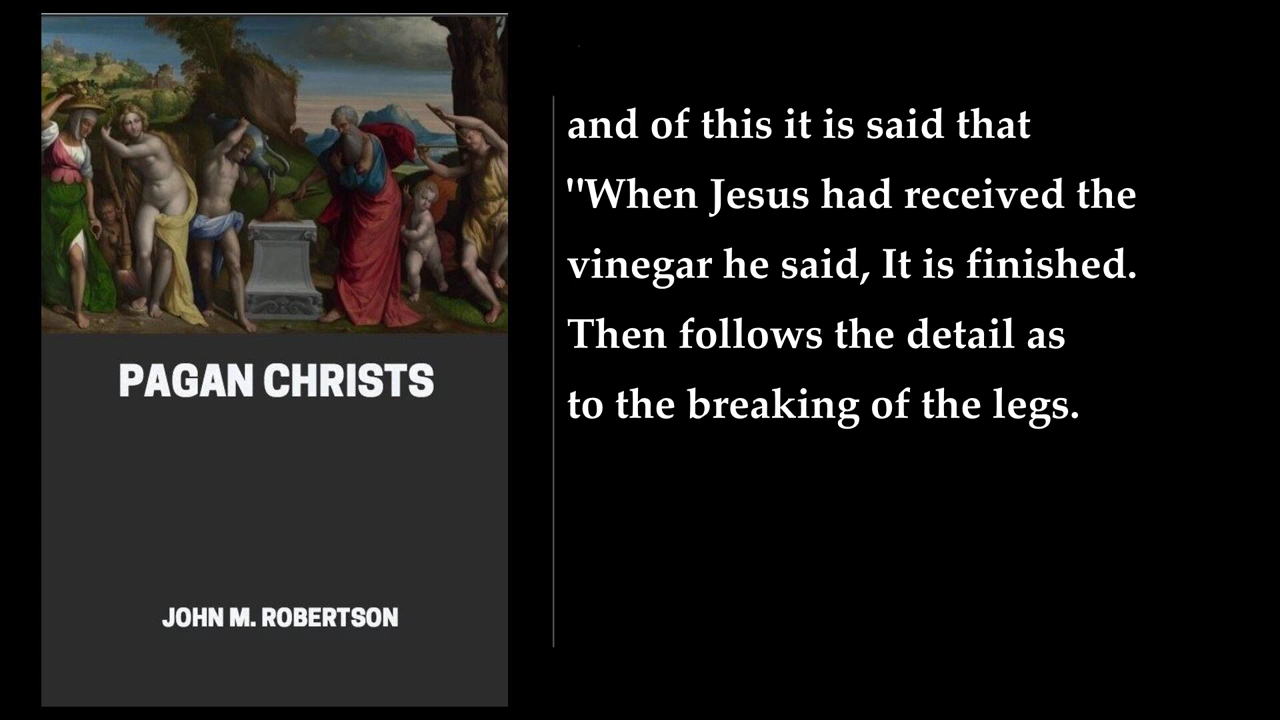 PAGAN CHRISTS
JOHN M. ROBERTSON
and of this it is said that
"When Jesus had received the
vinegar he said, It is finished.
Then follows the detail as
to the breaking of the legs.